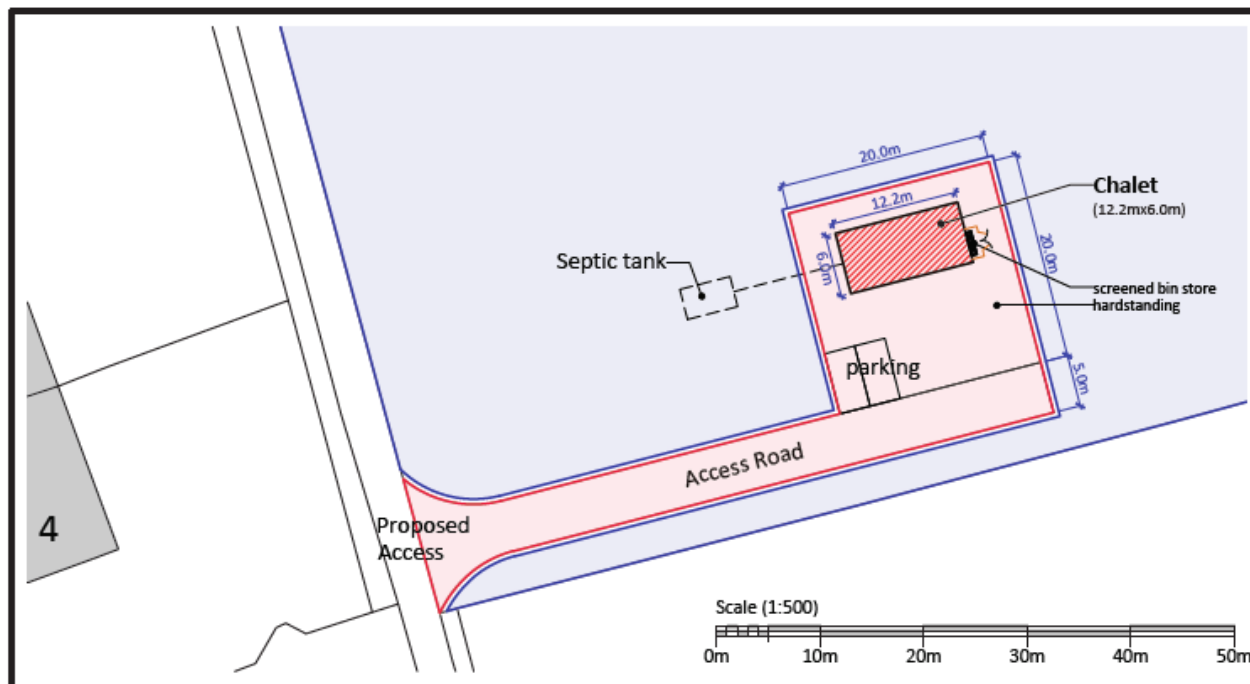 20.0m
Chalet
(12.2mx6.0m)
12.2m
6.0m
20.0m
Septic tank
screened bin store
hardstanding
parking
5.0m
Access Road
4
Proposed
Access
Scale (1:500)
0m 10m 20m 30m 40m 50m